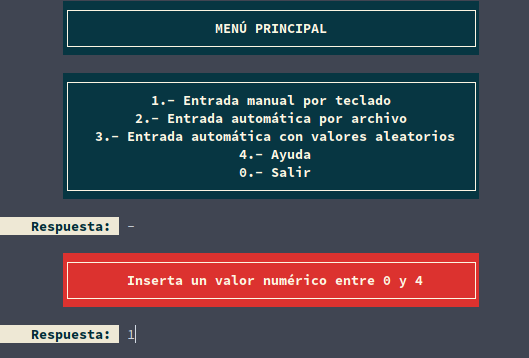 MENÚ PRINCIPAL
1.- Entrada manual por teclado
2.- Entrada automática por archivo
3.- Entrada automática con valores aleatorios
4.- Ayuda
0.- Salir
Respuesta: -
Inserta un valor numérico entre 0 y 4
Respuesta: 1